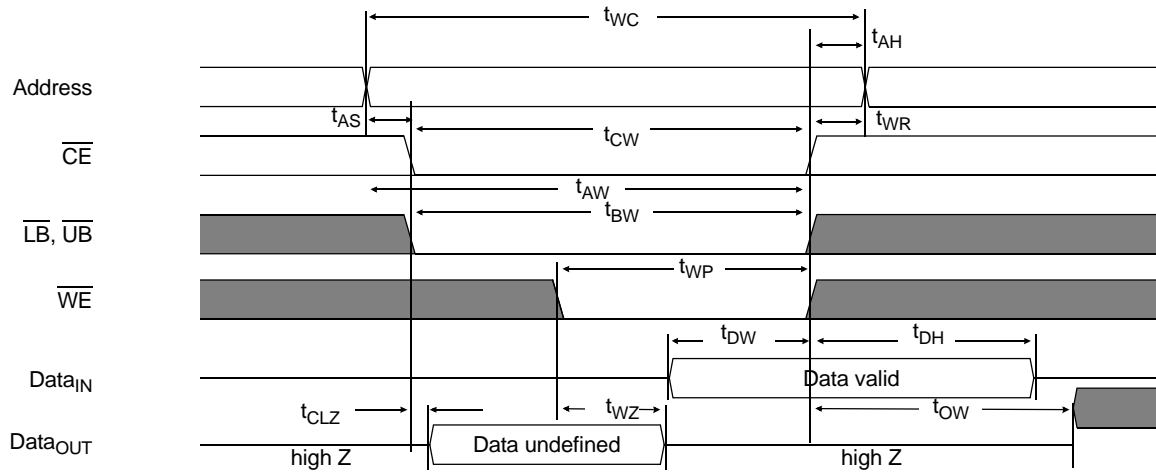 tWC
tAH
Address
tAS
tCW
tWR
CE
tAW
LB, UB
tBW
tWP
WE
tDW
tDH
DataIN
Data valid
tCLZ
tWZ
tOW
DataOUT
Data undefined
high Z
high Z